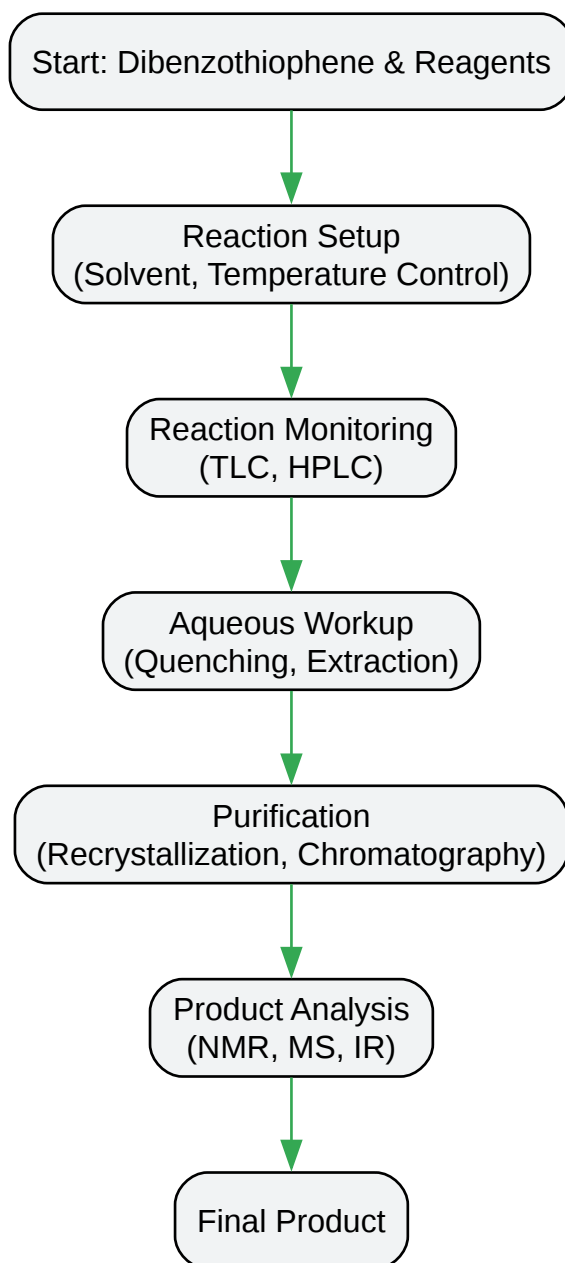 Start: Dibenzothiophene & Reagents
Reaction Setup
(Solvent, Temperature Control)
Reaction Monitoring
(TLC, HPLC)
Aqueous Workup
(Quenching, Extraction)
Purification
(Recrystallization, Chromatography)
Product Analysis
(NMR, MS, IR)
Final Product